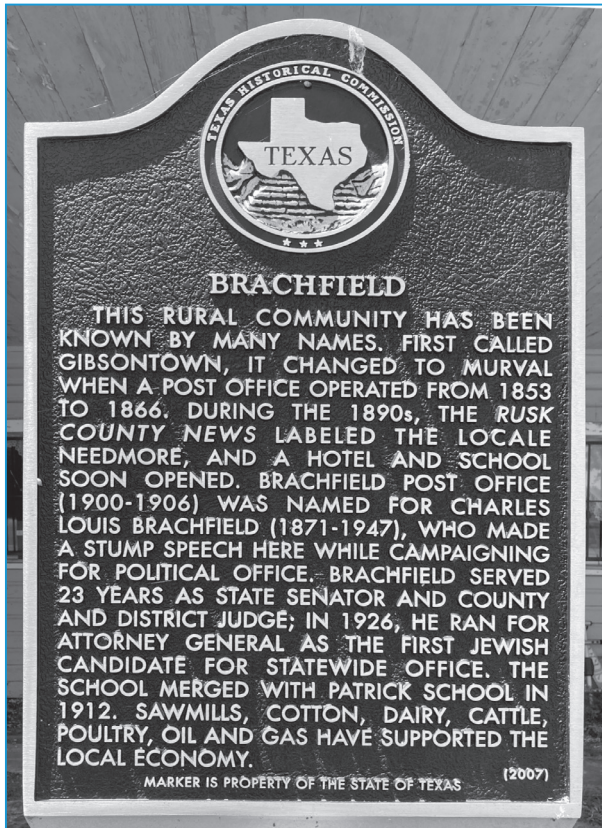 TEXAS HISTORICAL COMMISSION
TEXAS
BRACHFIELD
THIS RURAL COMMUNITY HAS BEEN
KNOWN BY MANY NAMES. FIRST CALLED
GIBSONTOWN, IT CHANGED TO MURVAL
WHEN A POST OFFICE OPERATED FROM 1853
TO 1866. DURING THE 1890s, THE RUSK
COUNTY NEWS LABELED THE LOCALE
NEEDMORE, AND A HOTEL AND SCHOOL
SOON OPENED. BRACHFIELD POST OFFICE
(1900-1906) WAS NAMED FOR CHARLES
LOUIS BRACHFIELD (1871-1947), WHO MADE
A STUMP SPEECH HERE WHILE CAMPAIGNING
FOR POLITICAL OFFICE. BRACHFIELD SERVED
23 YEARS AS STATE SENATOR AND COUNTY
AND DISTRICT JUDGE; IN 1926, HE RAN FOR
ATTORNEY GENERAL AS THE FIRST JEWISH
CANDIDATE FOR STATEWIDE OFFICE. THE
SCHOOL MERGED WITH PATRICK SCHOOL IN
1912. SAWMILLS, COTTON, DAIRY, CATTLE,
POULTRY, OIL AND GAS HAVE SUPPORTED THE
LOCAL ECONOMY.
(2007)
MARKER IS PROPERTY OF THE STATE OF TEXAS